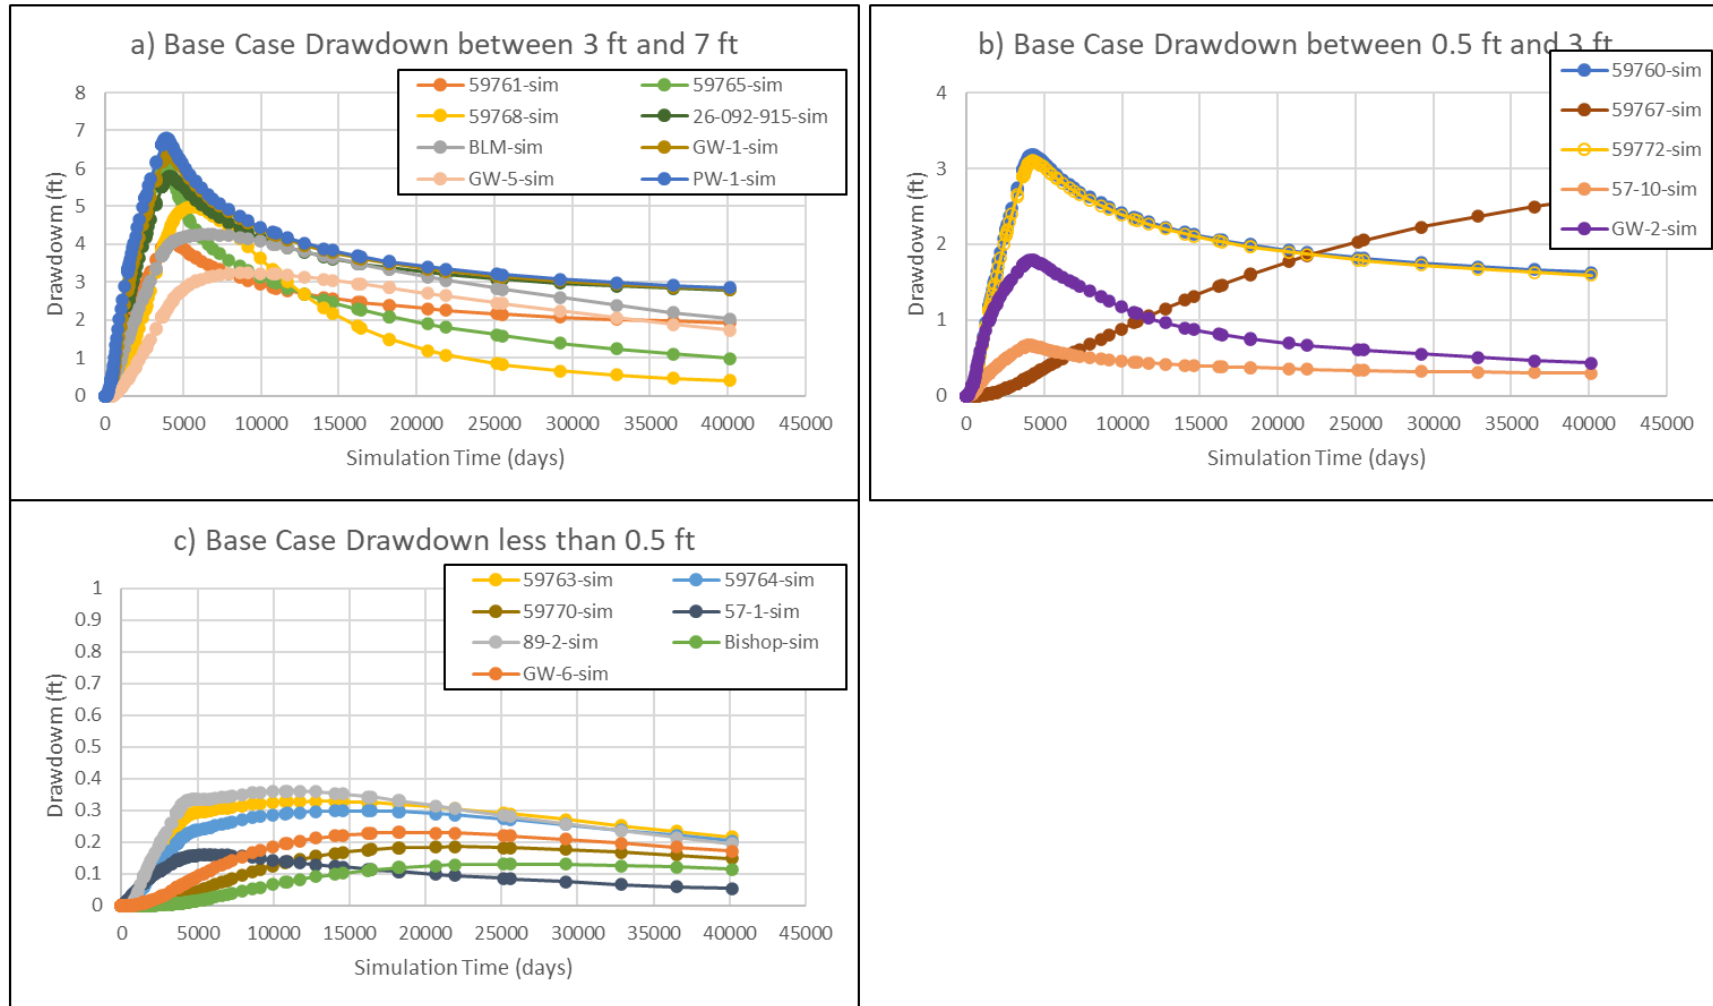 a) Base Case Drawdown between 3 ft and 7 ft
59761-sim 59765-sim
59768-sim 26-092-915-sim
BLM-sim GW-1-sim
GW-5-sim PW-1-sim
8
7
6
5
4
3
2
1
0
Drawdowm (ft)
0 5000 10000 15000 20000 25000 30000 35000 40000 45000
Simulation Time (days)
b) Base Case Drawdown between 0.5 ft and 3 ft
59760-sim
59767-sim
59772-sim
57-10-sim
GW-2-sim
4
3
2
1
0
Drawdowm (ft)
0 5000 10000 15000 20000 25000 30000 35000 40000 45000
Simulation Time (days)
c) Base Case Drawdown less than 0.5 ft
59763-sim 59764-sim
59770-sim 57-1-sim
89-2-sim Bishop-sim
GW-6-sim
1
0.9
0.8
0.7
0.6
0.5
0.4
0.3
0.2
0.1
0
Drawdowm (ft)
0 5000 10000 15000 20000 25000 30000 35000 40000 45000
Simulation Time (days)